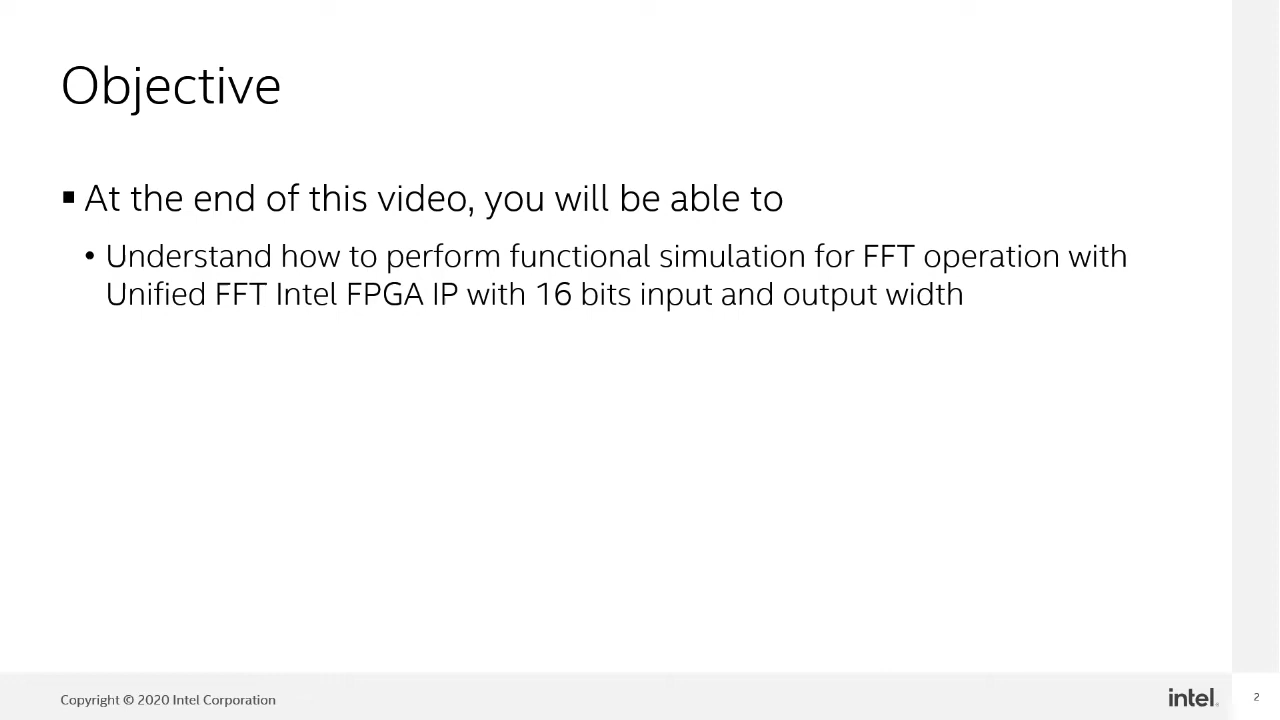 Objective
▪ At the end of this video, you will be able to
• Understand how to perform functional simulation for FFT operation with
Unified FFT Intel FPGA IP with 16 bits input and output width
Copyright © 2020 Intel Corporation
intel.
2